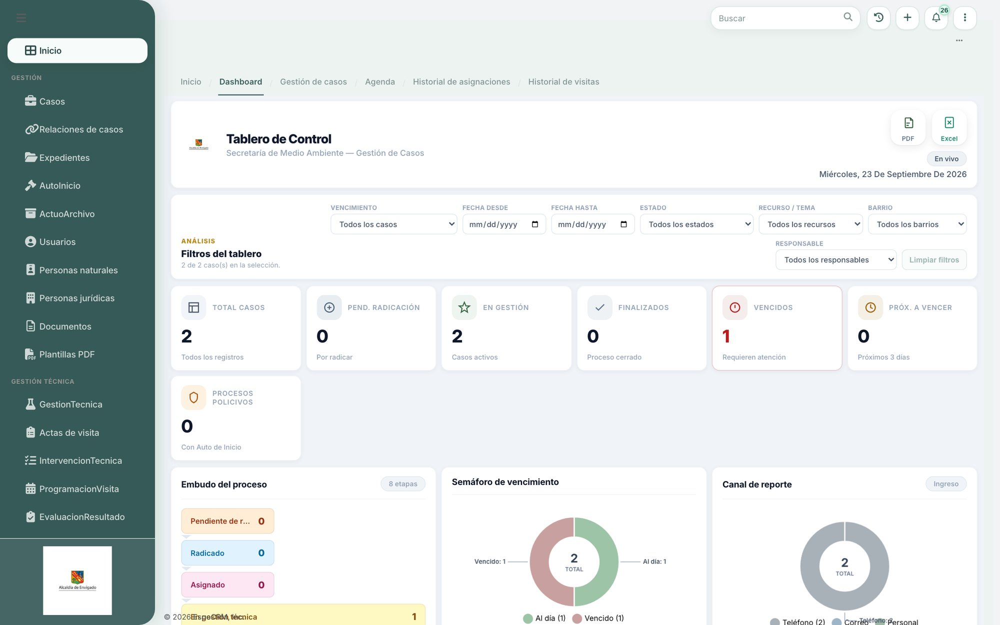 Buscar
26
Inicio
GESTIÓN
Casos
Relaciones de casos
Expedientes
AutoInicio
ActuoArchivo
Usuarios
Personas naturales
Personas jurídicas
Documentos
Plantillas PDF
GESTIÓN TÉCNICA
GestionTecnica
Actas de visita
IntervencionTecnica
ProgramacionVisita
EvaluacionResultado
Alcaldía de Envigado
Inicio / Dashboard / Gestión de casos / Agenda / Historial de asignaciones / Historial de visitas
Tablero de Control
Secretaría de Medio Ambiente — Gestión de Casos
PDF
Excel
En vivo
Miércoles, 23 De Septiembre De 2026
ANÁLISIS
Filtros del tablero
2 de 2 caso(s) en la selección.
VENCIMIENTO
Todos los casos
FECHA DESDE
mm/dd/yyyy
FECHA HASTA
mm/dd/yyyy
ESTADO
Todos los estados
RECURSO / TEMA
Todos los recursos
BARRIO
Todos los barrios
RESPONSABLE
Todos los responsables
Limpiar filtros
TOTAL CASOS
2
Todos los registros
PEND. RADICACIÓN
0
Por radicar
EN GESTIÓN
2
Casos activos
FINALIZADOS
0
Proceso cerrado
VENCIDOS
1
Requieren atención
PRÓX. A VENCER
0
Próximos 3 días
PROCESOS
POLICIVOS
0
Con Auto de Inicio
Embudo del proceso
8 etapas
Pendiente de r... 0
Radicado 0
Asignado 0
En gestión técnica 1
© 2026 EspoCRM, Inc.
Semáforo de vencimiento
Vencido: 1
2
TOTAL
Al día: 1
Al día (1)
Vencido (1)
Canal de reporte
Ingreso
2
TOTAL
Teléfono: 2
Teléfono (2)
Correo
Personal